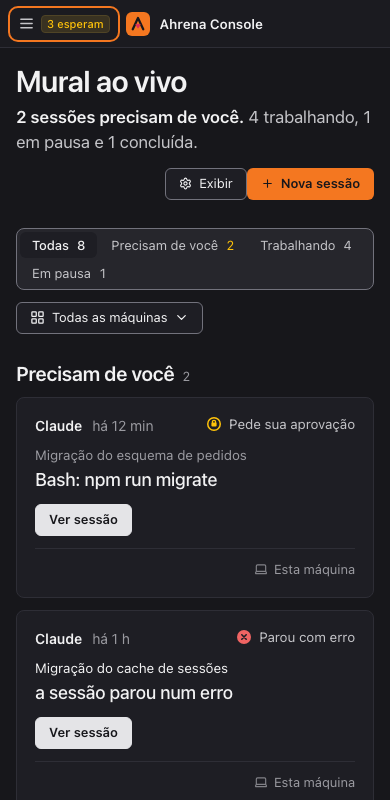 3 esperam
Ahrena Console
Mural ao vivo
2 sessões precisam de você. 4 trabalhando, 1
em pausa e 1 concluída.
Exibir
+ Nova sessão
Todas 8 Precisam de você 2 Trabalhando 4
Em pausa 1
Todas as máquinas
Precisam de você 2
Claude há 12 min Pede sua aprovação
Migração do esquema de pedidos
Bash: npm run migrate
Ver sessão
Esta máquina
Claude há 1 h Parou com erro
Migração do cache de sessões
a sessão parou num erro
Ver sessão
Esta máquina